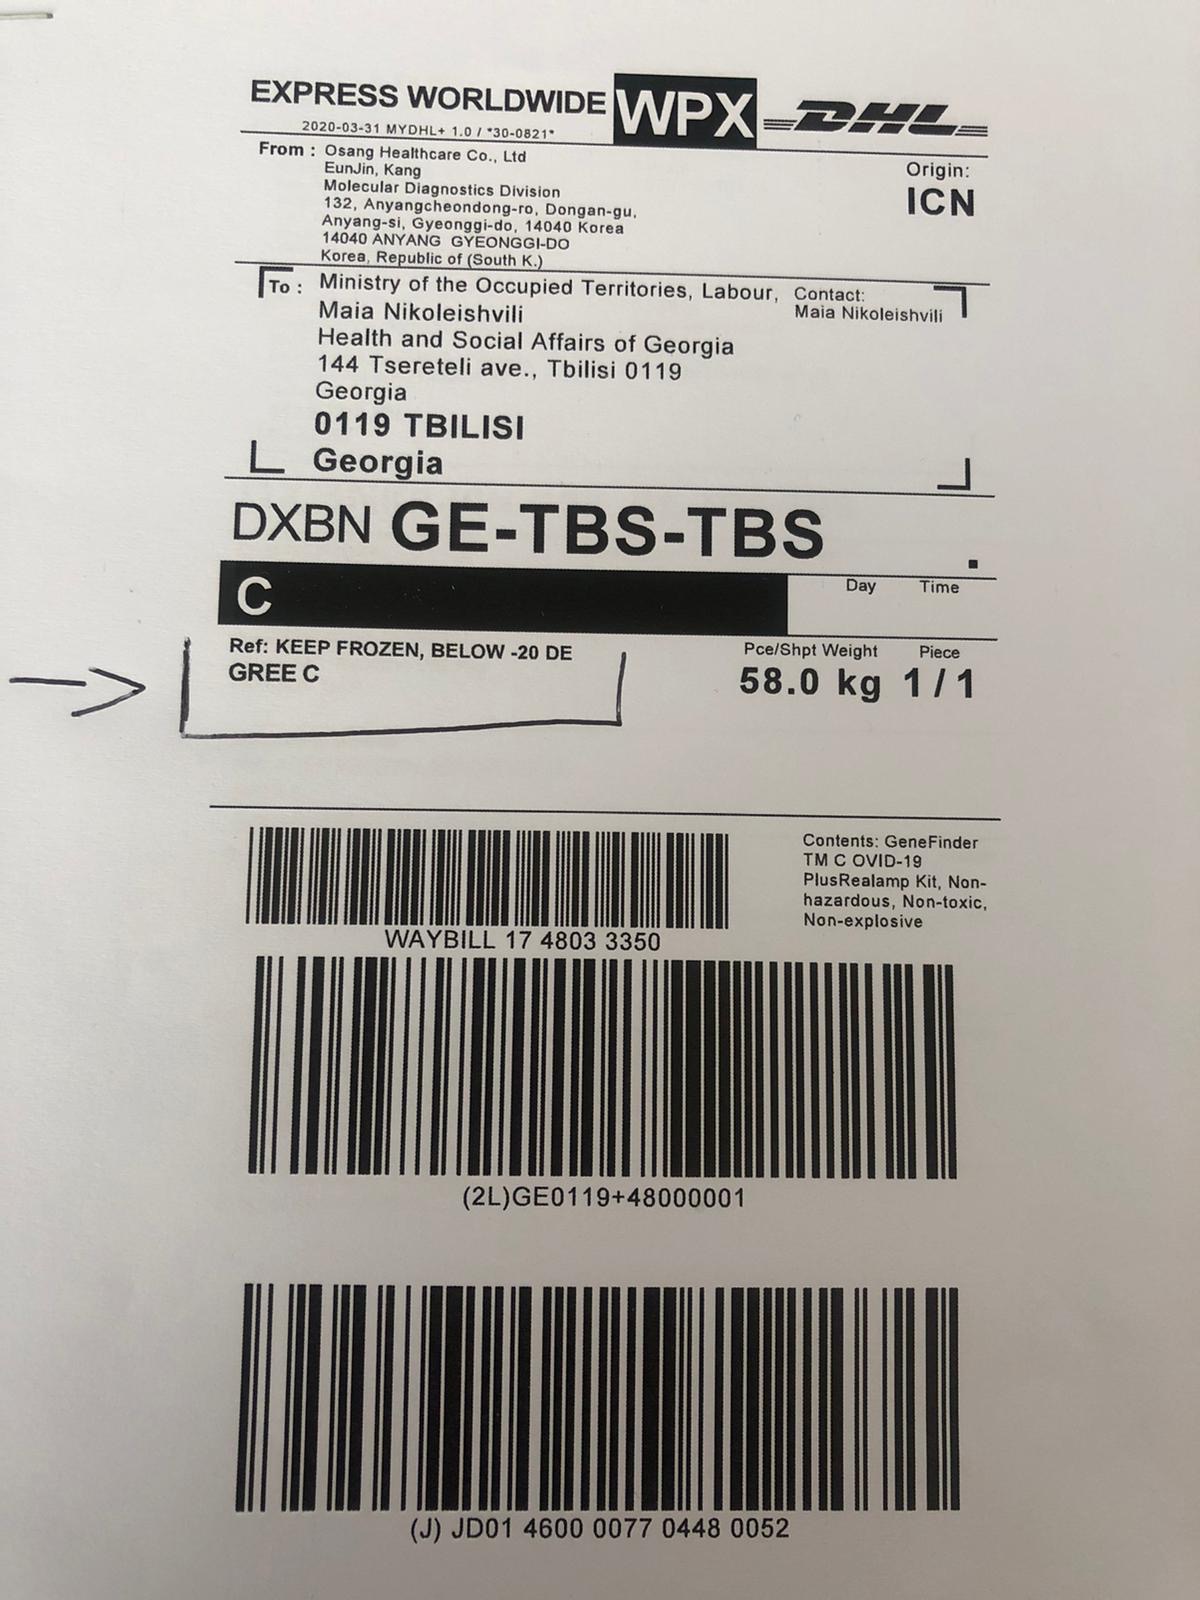 EXPRESS WORLDWIDE WPX DHL
2020-03-31 MYDHL+ 1.0 / *30-0821*
From : Osang Healthcare Co., Ltd
EunJin, Kang
Molecular Diagnostics Division
132, Anyangcheondong-ro, Dongan-gu,
Anyang-si, Gyeonggi-do, 14040 Korea
14040 ANYANG GYEONGGI-DO
Korea, Republic of (South K.)
Origin:
ICN
To : Ministry of the Occupied Territories, Labour,
Maia Nikoleishvili
Health and Social Affairs of Georgia
144 Tsereteli ave., Tbilisi 0119
Georgia
0119 TBILISI
Georgia
Contact:
Maia Nikoleishvili
DXBN GE-TBS-TBS
C
Day Time
Ref: KEEP FROZEN, BELOW -20 DE
GREE C
Pce/Shpt Weight Piece
58.0 kg 1 / 1
Contents: GeneFinder
TM C OVID-19
PlusRealamp Kit, Non-
hazardous, Non-toxic,
Non-explosive
WAYBILL 17 4803 3350
(2L)GE0119+48000001
(J) JD01 4600 0077 0448 0052